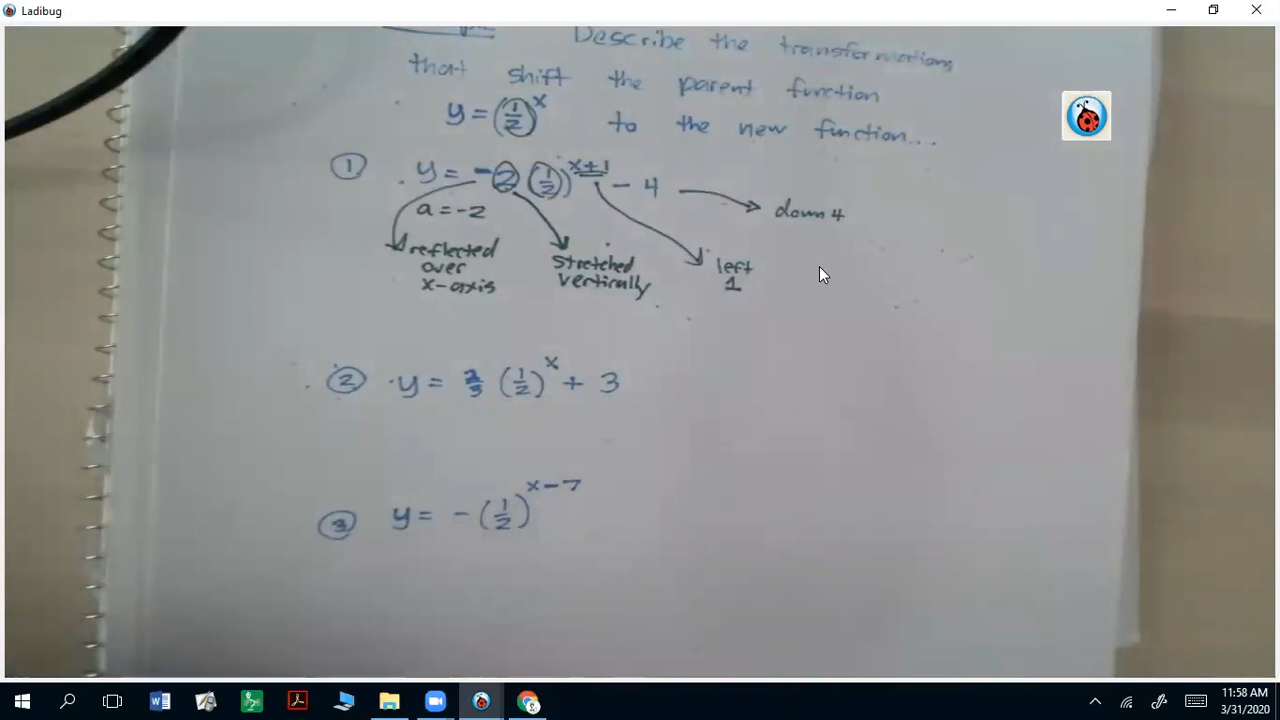 Ladibug
Describe the transformations
that shift the parent function
y = (1/2)^x to the new function...
① y = -2 (1/2)^(x+1) - 4
down 4
a = -2
reflected
over
x-axis
stretched
vertically
left
1
② y = 2/3 (1/2)^x + 3
③ y = -(1/2)^(x-7)
11:58 AM
3/31/2020